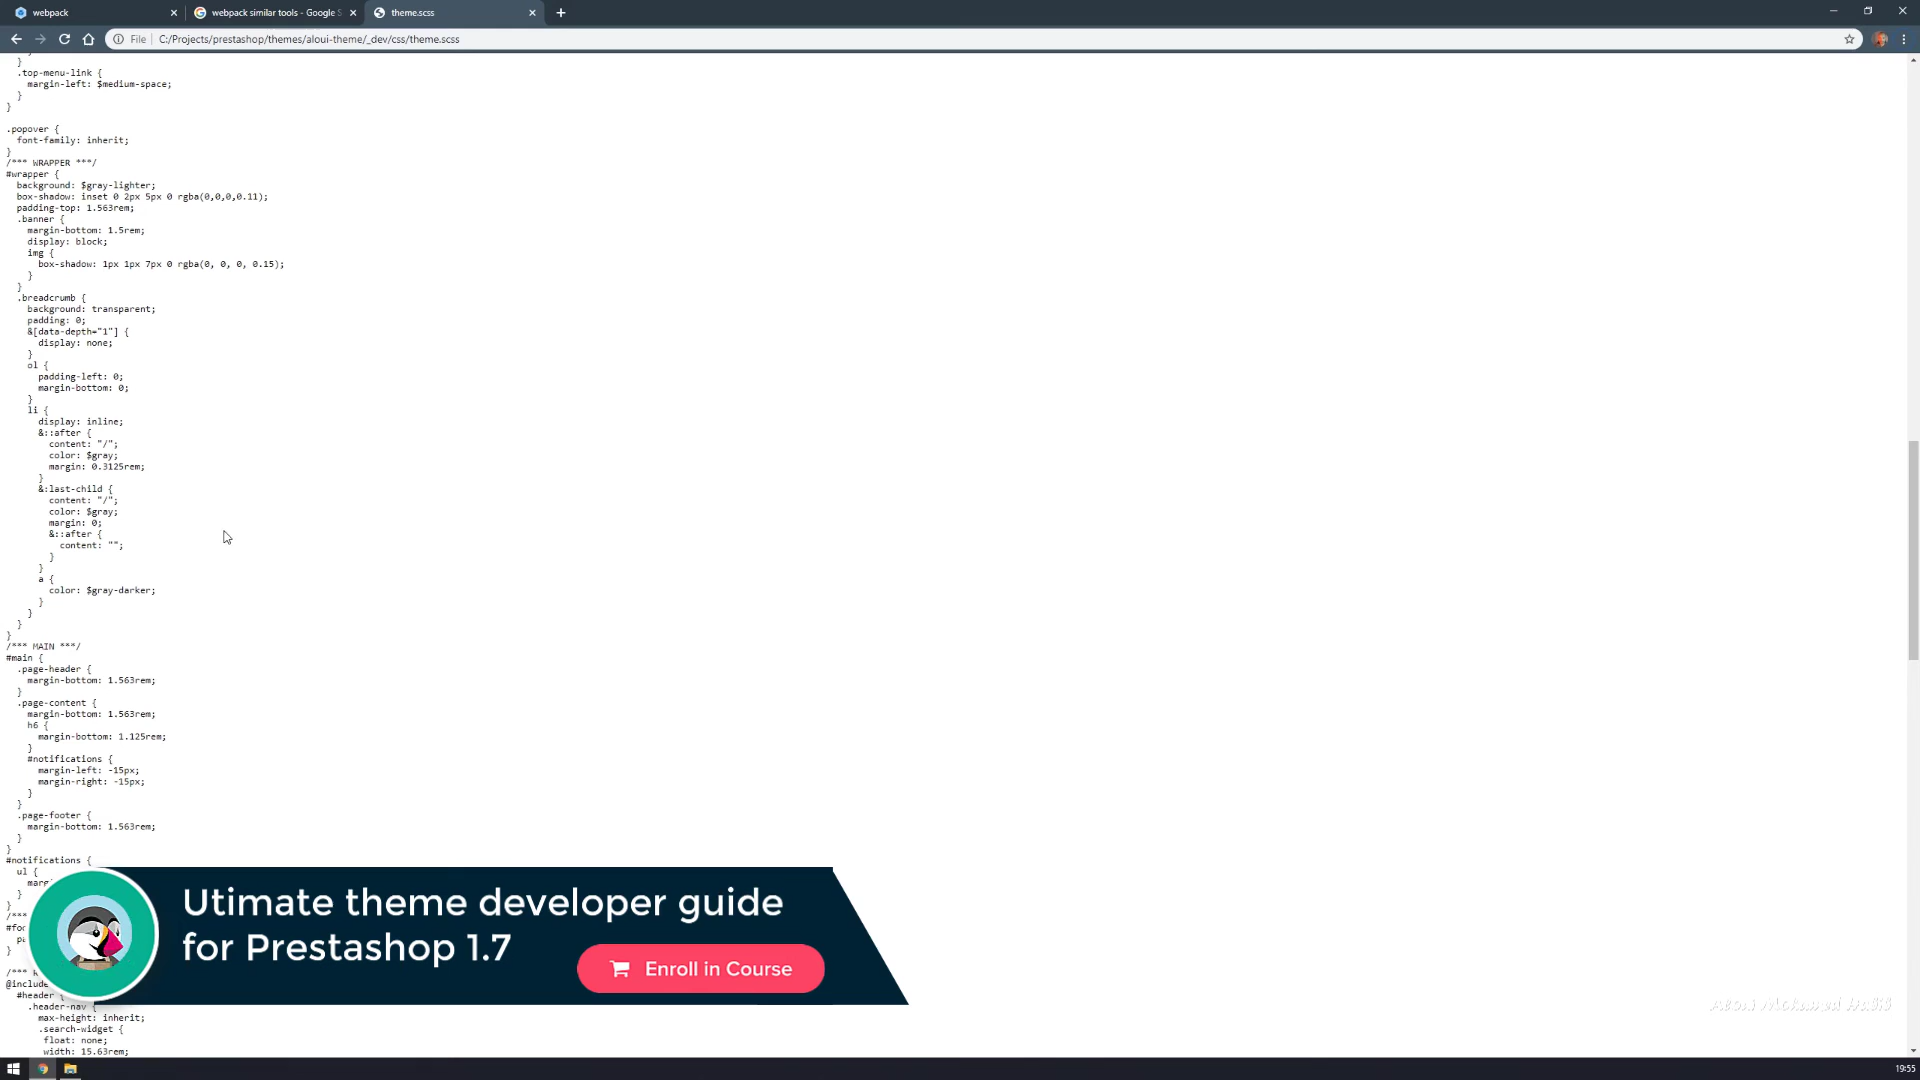 webpack
webpack similar tools - Google S
theme.scss
File
C:/Projects/prestashop/themes/aloui-theme/_dev/css/theme.scss
}
.top-menu-link {
margin-left: $medium-space;
}
}
.popover {
font-family: inherit;
}
/*** WRAPPER ***/
#wrapper {
background: $gray-lighter;
box-shadow: inset 0 2px 5px 0 rgba(0,0,0,0.11);
padding-top: 1.563rem;
.banner {
margin-bottom: 1.5rem;
display: block;
img {
box-shadow: 1px 1px 7px 0 rgba(0, 0, 0, 0.15);
}
}
.breadcrumb {
background: transparent;
padding: 0;
&[data-depth="1"] {
display: none;
}
ol {
padding-left: 0;
margin-bottom: 0;
}
li {
display: inline;
&::after {
content: "/";
color: $gray;
margin: 0.3125rem;
}
&:last-child {
content: "/";
color: $gray;
margin: 0;
&::after {
content: "";
}
}
a {
color: $gray-darker;
}
}
}
}
/*** MAIN ***/
#main {
.page-header {
margin-bottom: 1.563rem;
}
.page-content {
margin-bottom: 1.563rem;
h6 {
margin-bottom: 1.125rem;
}
#notifications {
margin-left: -15px;
margin-right: -15px;
}
}
.page-footer {
margin-bottom: 1.563rem;
}
}
#notifications {
ul {
}
}
/***
}
/***
@include
#header {
.header-nav {
max-height: inherit;
.search-widget {
float: none;
width: 15.63rem;
Utimate theme developer guide
for Prestashop 1.7
Enroll in Course
19:55